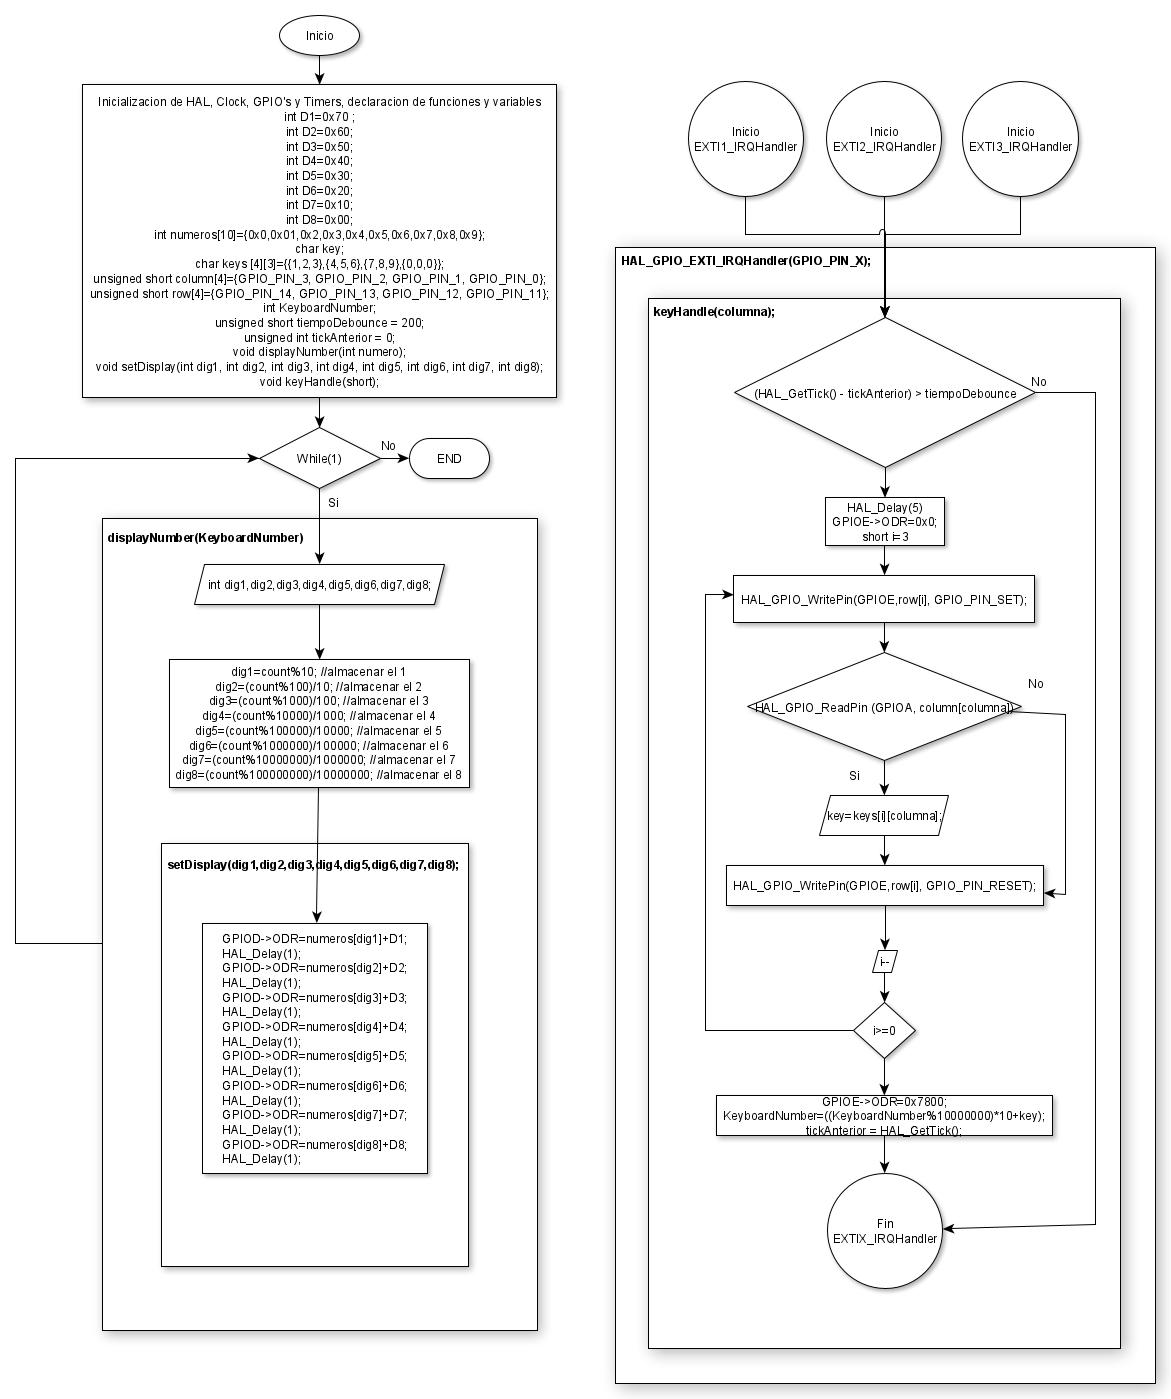 Inicio
Inicializacion de HAL, Clock, GPIO's y Timers, declaracion de funciones y variables
int D1=0x70 ;
int D2=0x60;
int D3=0x50;
int D4=0x40;
int D5=0x30;
int D6=0x20;
int D7=0x10;
int D8=0x00;
int numeros[10]={0x0,0x01,0x2,0x3,0x4,0x5,0x6,0x7,0x8,0x9};
char key;
char keys [4][3]={{1,2,3},{4,5,6},{7,8,9},{0,0,0}};
unsigned short column[4]={GPIO_PIN_3, GPIO_PIN_2, GPIO_PIN_1, GPIO_PIN_0};
unsigned short row[4]={GPIO_PIN_14, GPIO_PIN_13, GPIO_PIN_12, GPIO_PIN_11};
int KeyboardNumber;
unsigned short tiempoDebounce = 200;
unsigned int tickAnterior = 0;
void displayNumber(int numero);
void setDisplay(int dig1, int dig2, int dig3, int dig4, int dig5, int dig6, int dig7, int dig8);
void keyHandle(short);
While(1)
No
END
Si
displayNumber(KeyboardNumber)
int dig1,dig2,dig3,dig4,dig5,dig6,dig7,dig8;
dig1=count%10; //almacenar el 1
dig2=(count%100)/10; //almacenar el 2
dig3=(count%1000)/100; //almacenar el 3
dig4=(count%10000)/1000; //almacenar el 4
dig5=(count%100000)/10000; //almacenar el 5
dig6=(count%1000000)/100000; //almacenar el 6
dig7=(count%10000000)/1000000; //almacenar el 7
dig8=(count%100000000)/10000000; //almacenar el 8
setDisplay(dig1,dig2,dig3,dig4,dig5,dig6,dig7,dig8);
GPIOD->ODR=numeros[dig1]+D1;
HAL_Delay(1);
GPIOD->ODR=numeros[dig2]+D2;
HAL_Delay(1);
GPIOD->ODR=numeros[dig3]+D3;
HAL_Delay(1);
GPIOD->ODR=numeros[dig4]+D4;
HAL_Delay(1);
GPIOD->ODR=numeros[dig5]+D5;
HAL_Delay(1);
GPIOD->ODR=numeros[dig6]+D6;
HAL_Delay(1);
GPIOD->ODR=numeros[dig7]+D7;
HAL_Delay(1);
GPIOD->ODR=numeros[dig8]+D8;
HAL_Delay(1);
Inicio
EXTI1_IRQHandler
Inicio
EXTI2_IRQHandler
Inicio
EXTI3_IRQHandler
HAL_GPIO_EXTI_IRQHandler(GPIO_PIN_X);
keyHandle(columna);
(HAL_GetTick() - tickAnterior) > tiempoDebounce
No
HAL_Delay(5)
GPIOE->ODR=0x0;
short i=3
HAL_GPIO_WritePin(GPIOE,row[i], GPIO_PIN_SET);
HAL_GPIO_ReadPin (GPIOA, column[columna])
No
Si
key=keys[i][columna];
HAL_GPIO_WritePin(GPIOE,row[i], GPIO_PIN_RESET);
i--
i>=0
GPIOE->ODR=0x7800;
KeyboardNumber=((KeyboardNumber%10000000)*10+key);
tickAnterior = HAL_GetTick();
Fin
EXTIX_IRQHandler